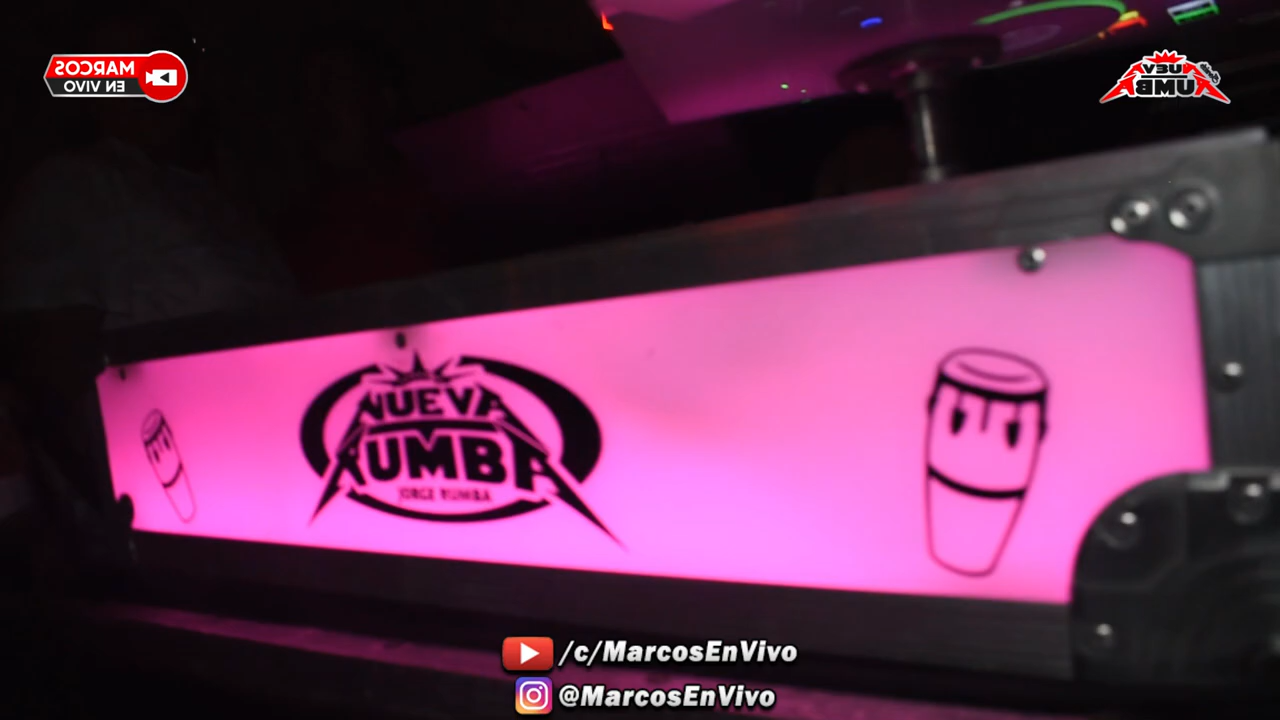 MARCOS
EN VIVO
NUEVA
RUMBA
NUEVA
RUMBA
JORGE RUMBA
/c/MarcosEnVivo
@MarcosEnVivo